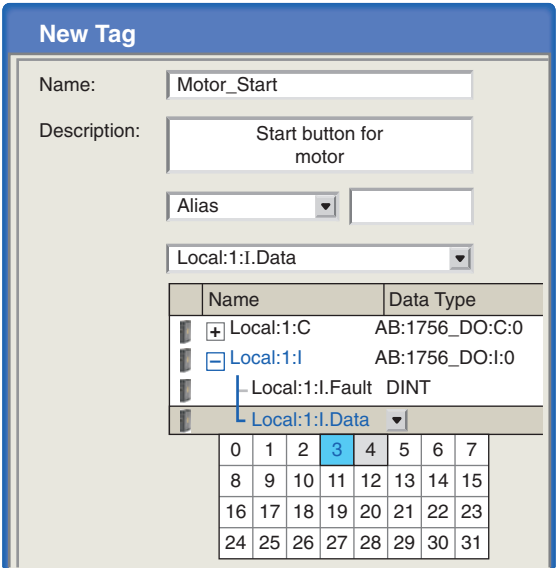 New Tag
Name: Motor_Start
Description: Start button for
motor
Alias
Local:1:I.Data
Name Data Type
+ Local:1:C AB:1756_DO:C:0
− Local:1:I AB:1756_DO:I:0
Local:1:I.Fault DINT
Local:1:I.Data
0 1 2 3 4 5 6 7
8 9 10 11 12 13 14 15
16 17 18 19 20 21 22 23
24 25 26 27 28 29 30 31